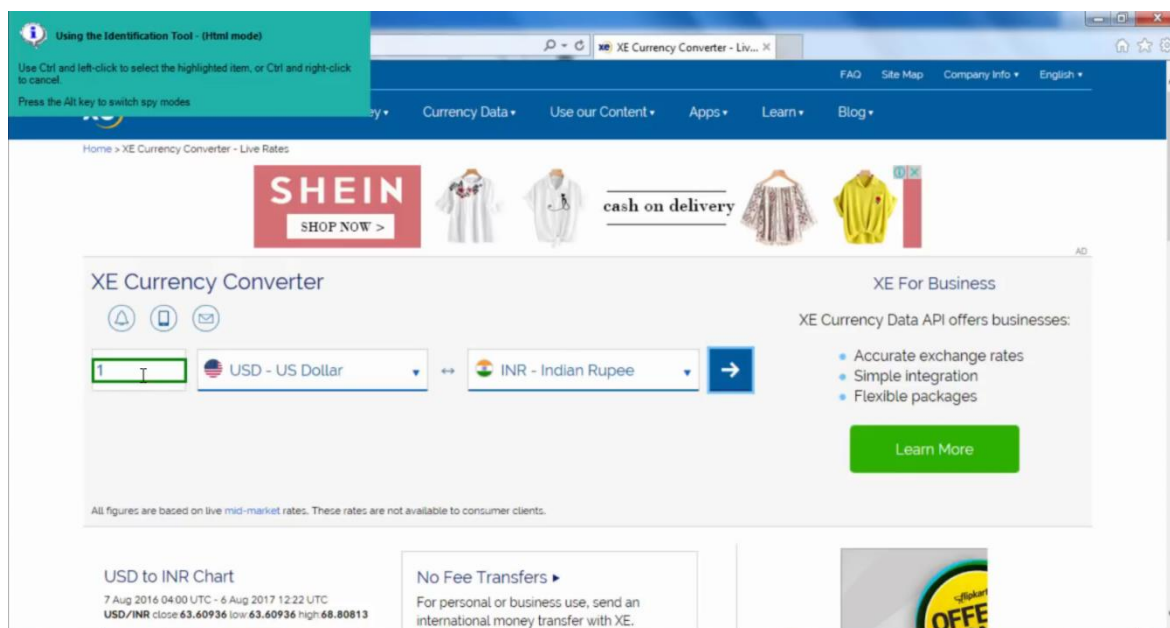 Using the Identification Tool - (Html mode)
Use Ctrl and left-click to select the highlighted item, or Ctrl and right-click
to cancel.
Press the Alt key to switch spy modes
xe XE Currency Converter - Liv... ×
FAQ Site Map Company Info English
ey Currency Data Use our Content Apps Learn Blog
Home > XE Currency Converter - Live Rates
SHEIN
SHOP NOW >
cash on delivery
AD
XE Currency Converter
1 USD - US Dollar ↔ INR - Indian Rupee →
All figures are based on live mid-market rates. These rates are not available to consumer clients.
XE For Business
XE Currency Data API offers businesses:
Accurate exchange rates
Simple integration
Flexible packages
Learn More
USD to INR Chart
7 Aug 2016 04:00 UTC - 6 Aug 2017 12:22 UTC
USD/INR close:63.60936 low:63.60936 high:68.80813
No Fee Transfers ▸
For personal or business use, send an
international money transfer with XE.
flipkart
OFFE